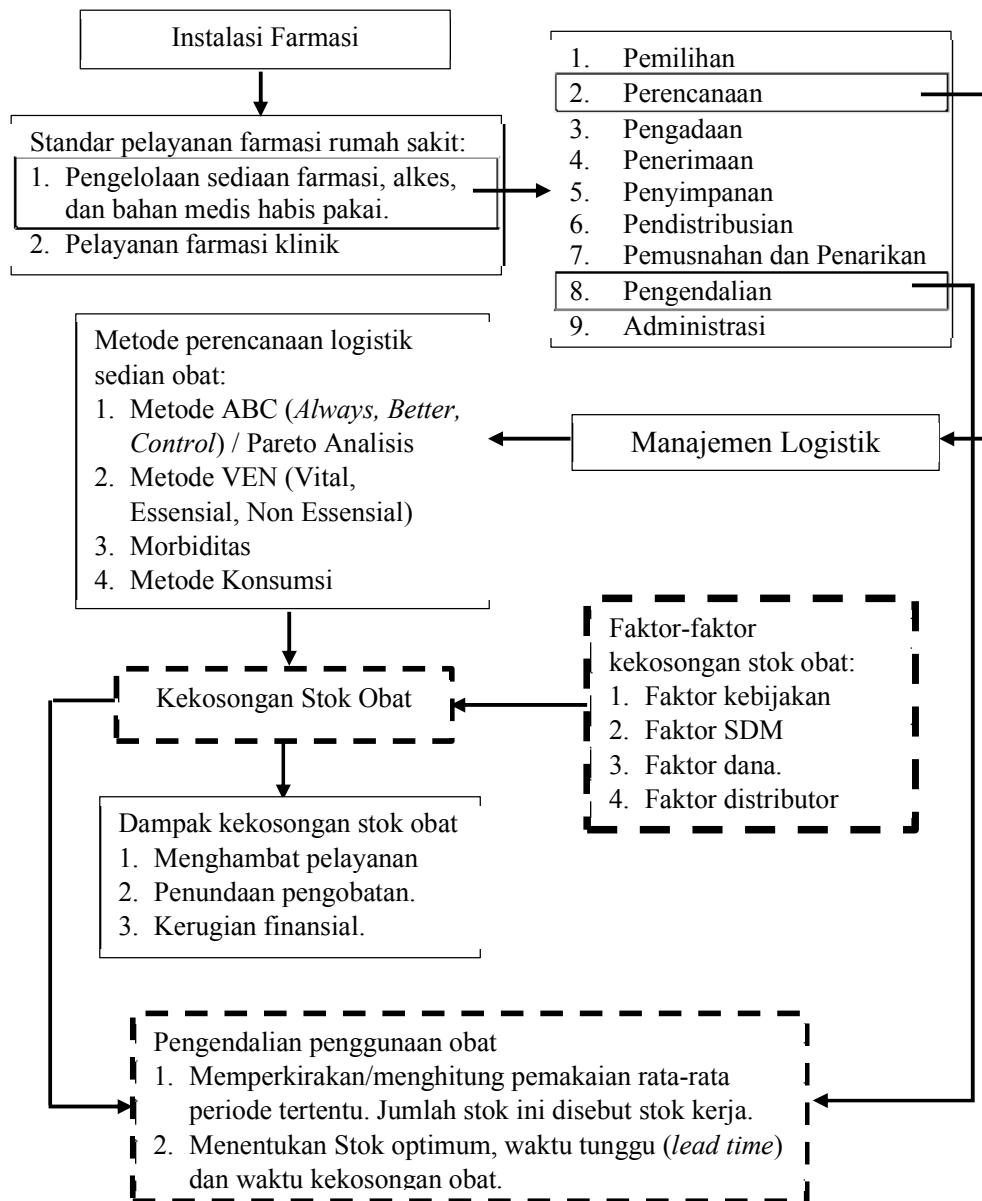 Instalasi Farmasi
Standar pelayanan farmasi rumah sakit:
1. Pengelolaan sediaan farmasi, alkes,
dan bahan medis habis pakai.
2. Pelayanan farmasi klinik
1. Pemilihan
2. Perencanaan
3. Pengadaan
4. Penerimaan
5. Penyimpanan
6. Pendistribusian
7. Pemusnahan dan Penarikan
8. Pengendalian
9. Administrasi
Manajemen Logistik
Metode perencanaan logistik
sedian obat:
1. Metode ABC (Always, Better,
Control) / Pareto Analisis
2. Metode VEN (Vital,
Essensial, Non Essensial)
3. Morbiditas
4. Metode Konsumsi
Faktor-faktor
kekosongan stok obat:
1. Faktor kebijakan
2. Faktor SDM
3. Faktor dana.
4. Faktor distributor
Kekosongan Stok Obat
Dampak kekosongan stok obat
1. Menghambat pelayanan
2. Penundaan pengobatan.
3. Kerugian finansial.
Pengendalian penggunaan obat
1. Memperkirakan/menghitung pemakaian rata-rata
periode tertentu. Jumlah stok ini disebut stok kerja.
2. Menentukan Stok optimum, waktu tunggu (lead time)
dan waktu kekosongan obat.